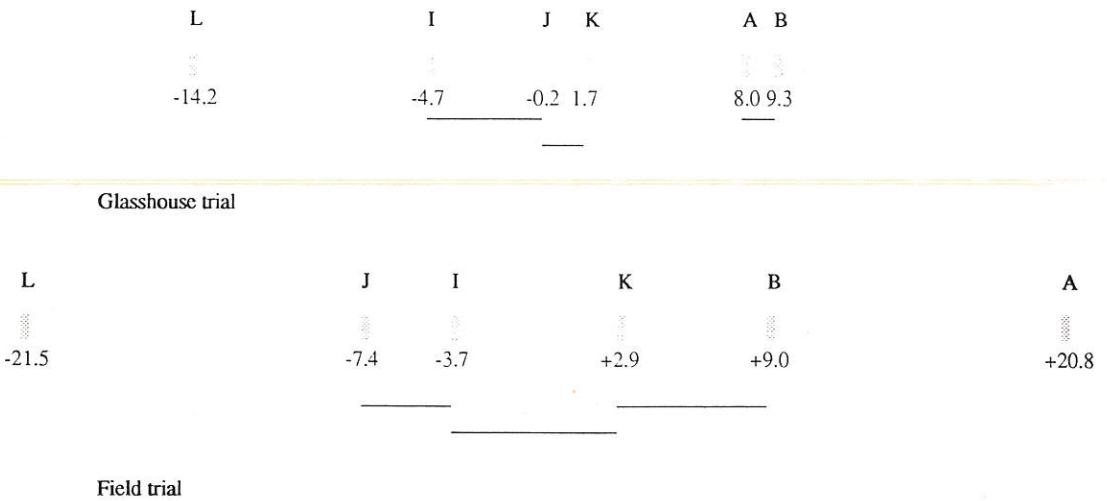 L I J K A B
-14.2 -4.7 -0.2 1.7 8.0 9.3
Glasshouse trial
L J I K B A
-21.5 -7.4 -3.7 +2.9 +9.0 +20.8
Field trial